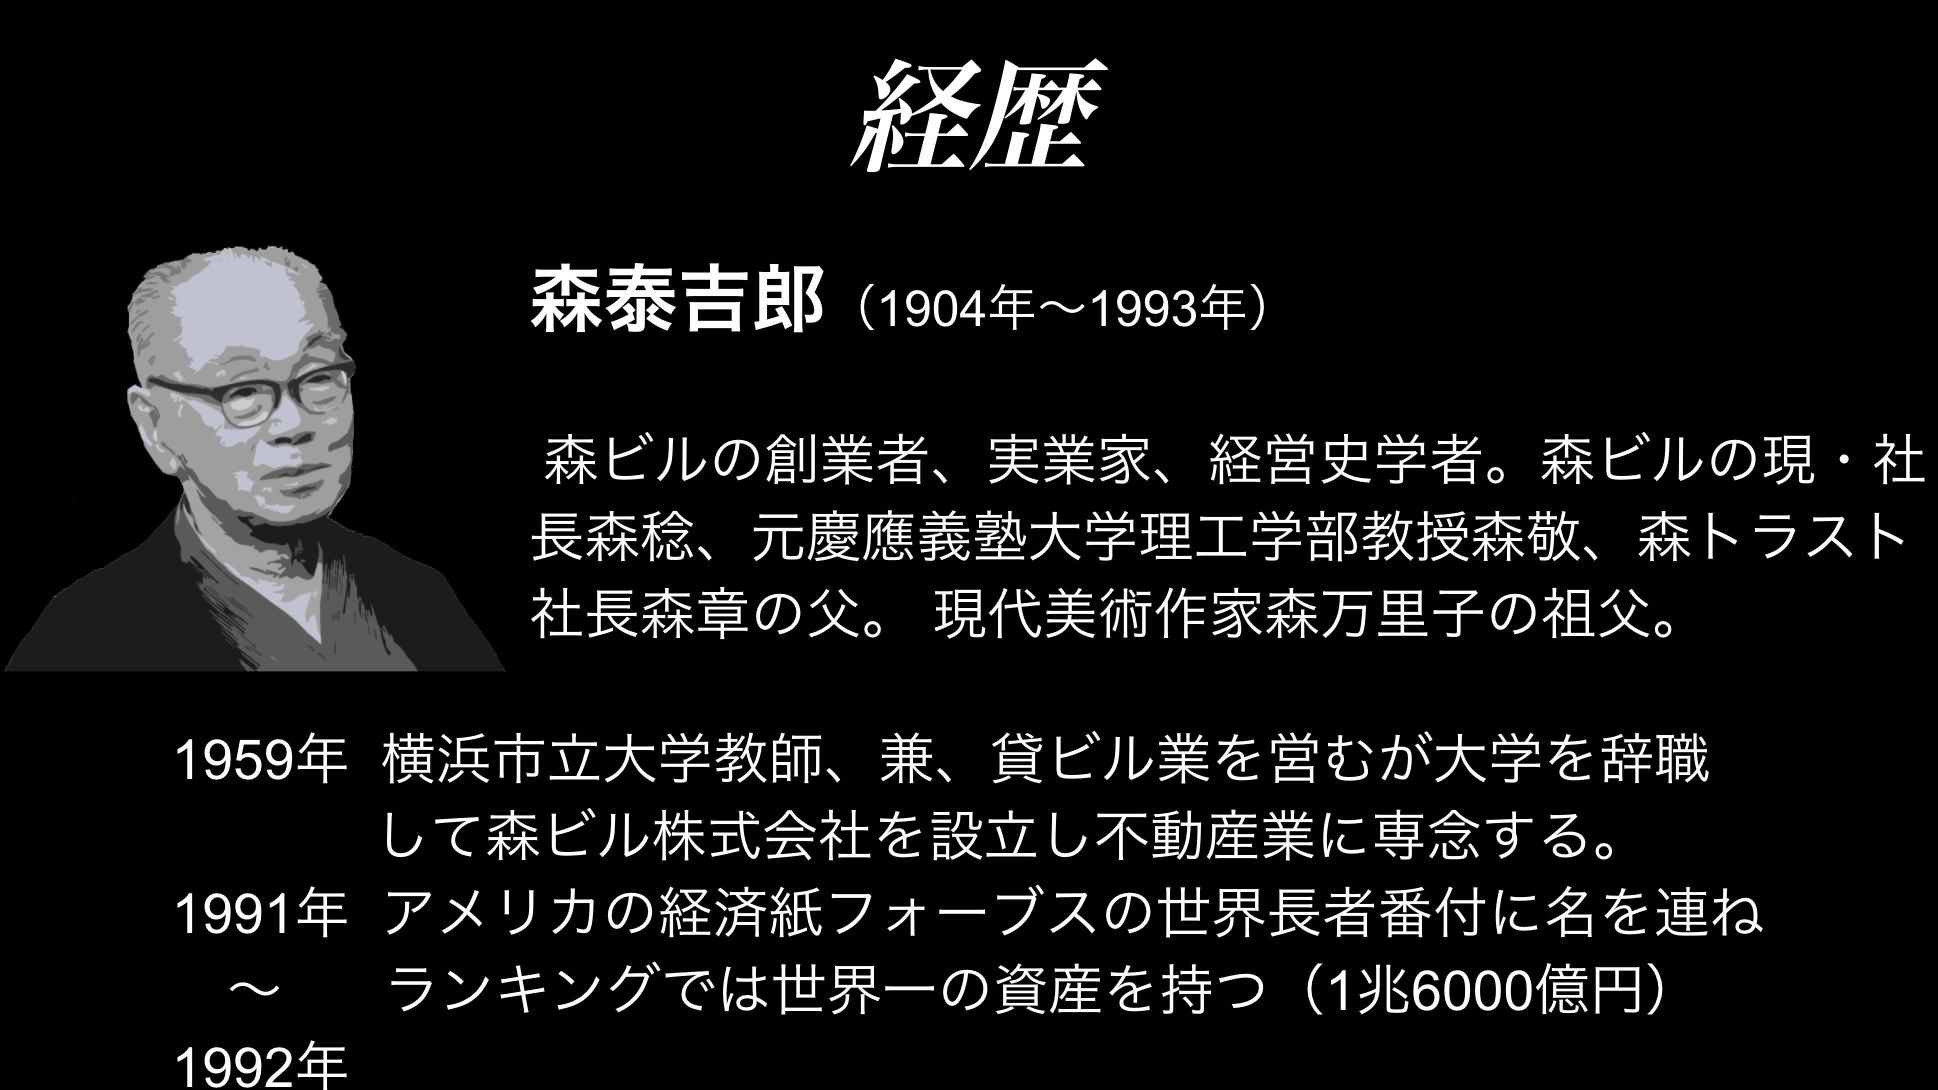 経歴
森泰吉郎（1904年〜1993年）
森ビルの創業者、実業家、経営史学者。森ビルの現・社
長森稔、元慶應義塾大学理工学部教授森敬、森トラスト
社長森章の父。 現代美術作家森万里子の祖父。
1959年 横浜市立大学教師、兼、貸ビル業を営むが大学を辞職
して森ビル株式会社を設立し不動産業に専念する。
1991年 アメリカの経済紙フォーブスの世界長者番付に名を連ね
〜 ランキングでは世界一の資産を持つ（1兆6000億円）
1992年